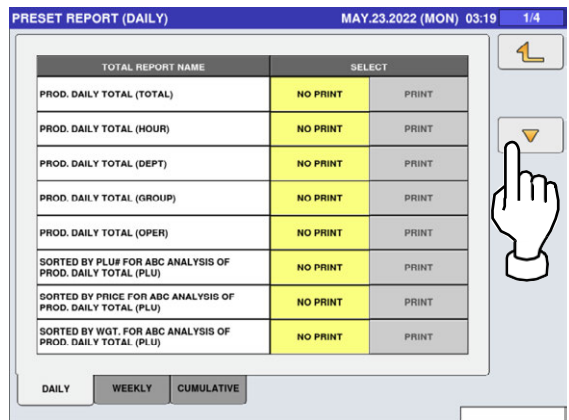 PRESET REPORT (DAILY) MAY.23.2022 (MON) 03:19 1/4
TOTAL REPORT NAME SELECT
PROD. DAILY TOTAL (TOTAL) NO PRINT PRINT
PROD. DAILY TOTAL (HOUR) NO PRINT PRINT
PROD. DAILY TOTAL (DEPT) NO PRINT PRINT
PROD. DAILY TOTAL (GROUP) NO PRINT PRINT
PROD. DAILY TOTAL (OPER) NO PRINT PRINT
SORTED BY PLU# FOR ABC ANALYSIS OF
PROD. DAILY TOTAL (PLU) NO PRINT PRINT
SORTED BY PRICE FOR ABC ANALYSIS OF
PROD. DAILY TOTAL (PLU) NO PRINT PRINT
SORTED BY WGT. FOR ABC ANALYSIS OF
PROD. DAILY TOTAL (PLU) NO PRINT PRINT
DAILY WEEKLY CUMULATIVE